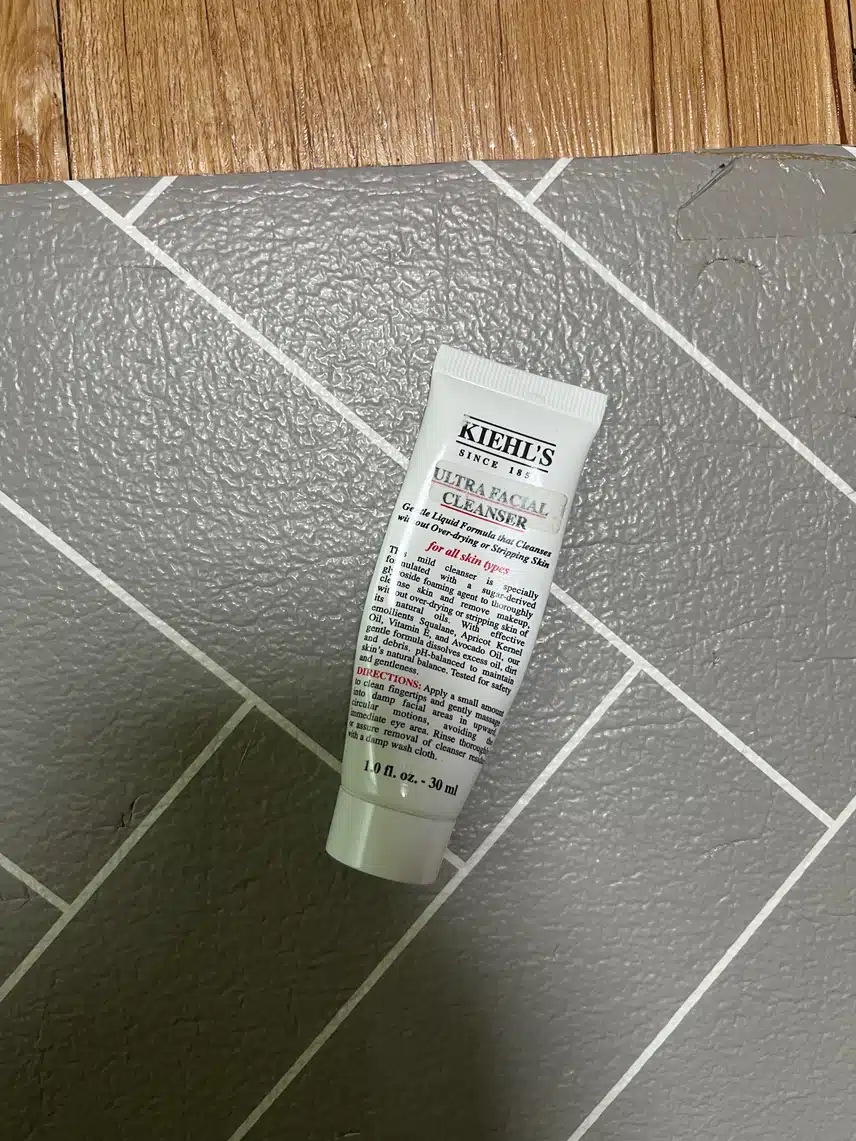 KIEHL'S
SINCE 185
ULTRA FACIAL
CLEANSER
Gentle Liquid Formula that Cleanses
without Over-drying or Stripping Skin
for all skin types
This mild cleanser is specially
formulated with a sugar-derived
glycoside foaming agent to thoroughly
cleanse skin and remove makeup,
without over-drying or stripping skin of
its natural oils. With effective
emollients Squalane, Apricot Kernel
Oil, Vitamin E, and Avocado Oil, our
gentle formula dissolves excess oil, dirt
and debris. pH-balanced to maintain
skin's natural balance. Tested for safety
and gentleness.
DIRECTIONS: Apply a small amount
to clean fingertips and gently massage
into damp facial areas in upward,
circular motions, avoiding the
immediate eye area. Rinse thoroughly
or assure removal of cleanser residue
with a damp wash cloth.
1.0 fl. oz. - 30 ml